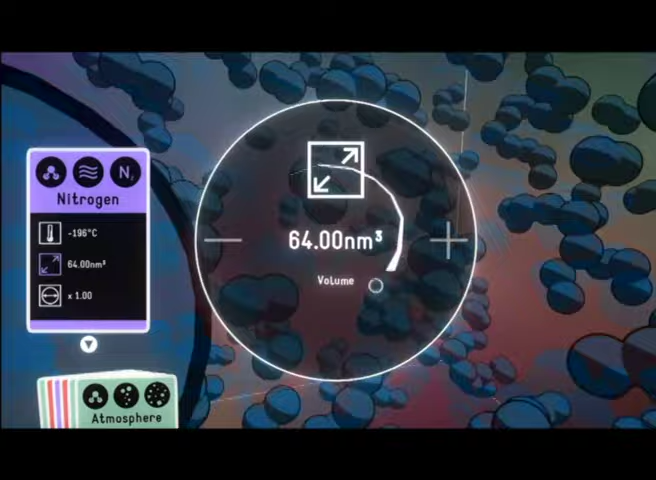 N₂
Nitrogen
-196°C
64.00nm³
x 1.00
64.00nm³
Volume
Atmosphere